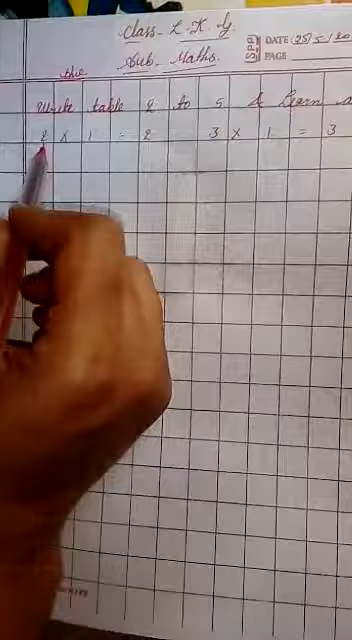 Class- L.K.G.
DATE 25/5/20
Sub- Maths.
PAGE
the
Write table 2 to 5 & Learn
2 x 1 = 2 3 x 1 = 3